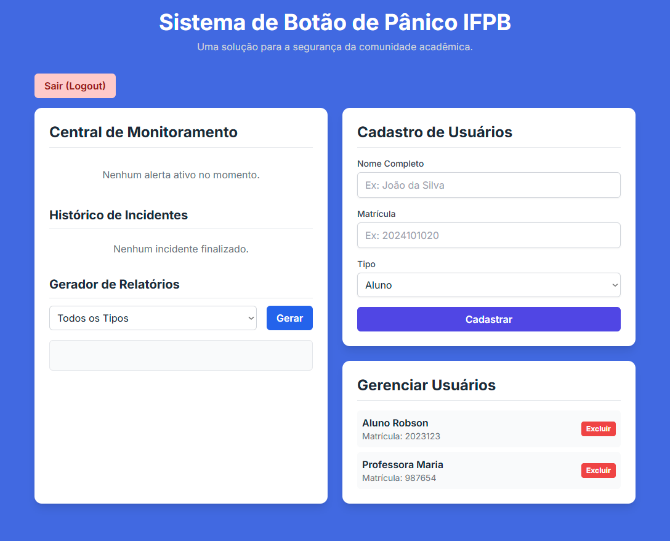 Sistema de Botão de Pânico IFPB
Uma solução para a segurança da comunidade acadêmica.
Sair (Logout)
Central de Monitoramento
Nenhum alerta ativo no momento.
Histórico de Incidentes
Nenhum incidente finalizado.
Gerador de Relatórios
Todos os Tipos
Gerar
Cadastro de Usuários
Nome Completo
Ex: João da Silva
Matrícula
Ex: 2024101020
Tipo
Aluno
Cadastrar
Gerenciar Usuários
Aluno Robson
Matrícula: 2023123
Excluir
Professora Maria
Matrícula: 987654
Excluir